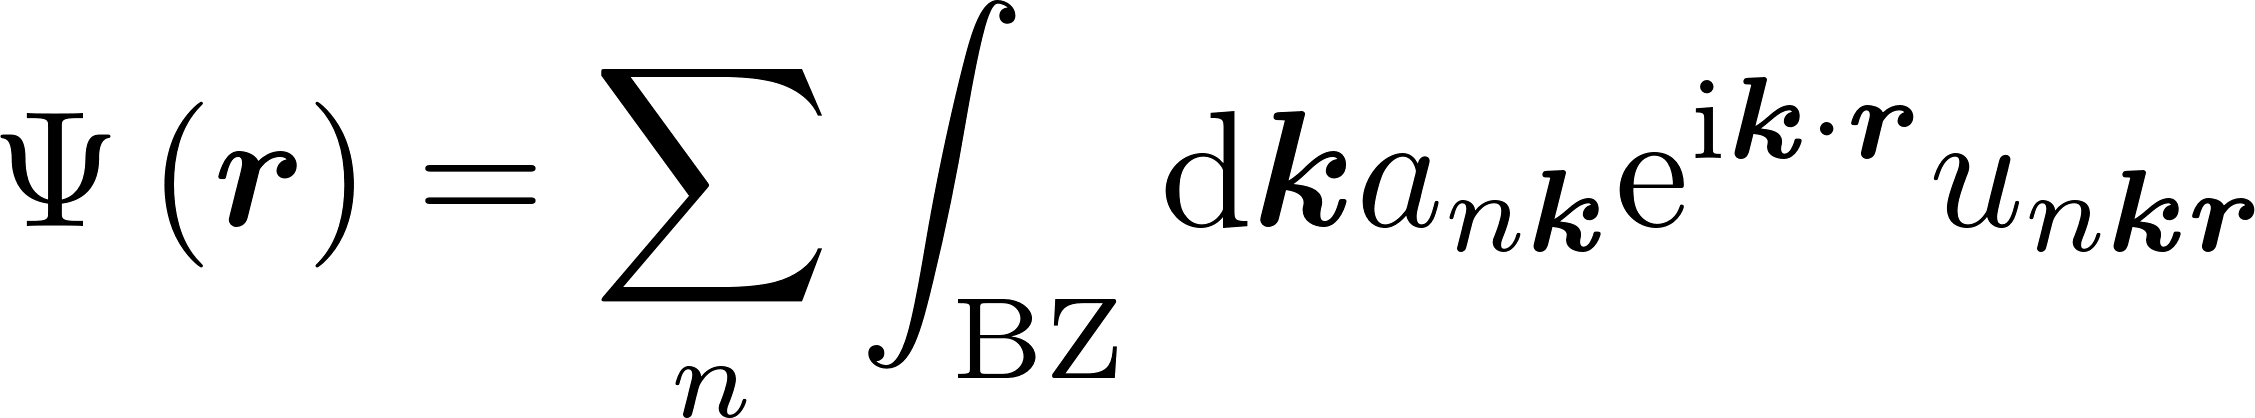 Ψ(𝒓) = ∑ₙ ∫_BZ d𝒌 a_{n𝒌} e^{i𝒌·𝒓} u_{n𝒌𝒓}